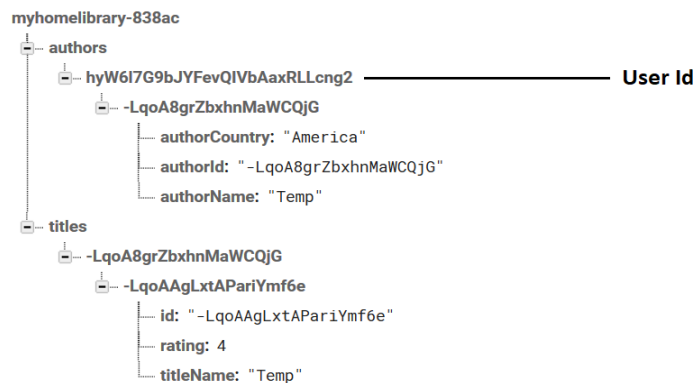 myhomelibrary-838ac
authors
hyW6I7G9bJYFevQIVbAaxRLLcng2 User Id
-LqoA8grZbxhnMaWCQjG
authorCountry: "America"
authorId: "-LqoA8grZbxhnMaWCQjG"
authorName: "Temp"
titles
-LqoA8grZbxhnMaWCQjG
-LqoAAgLxtAPariYmf6e
id: "-LqoAAgLxtAPariYmf6e"
rating: 4
titleName: "Temp"